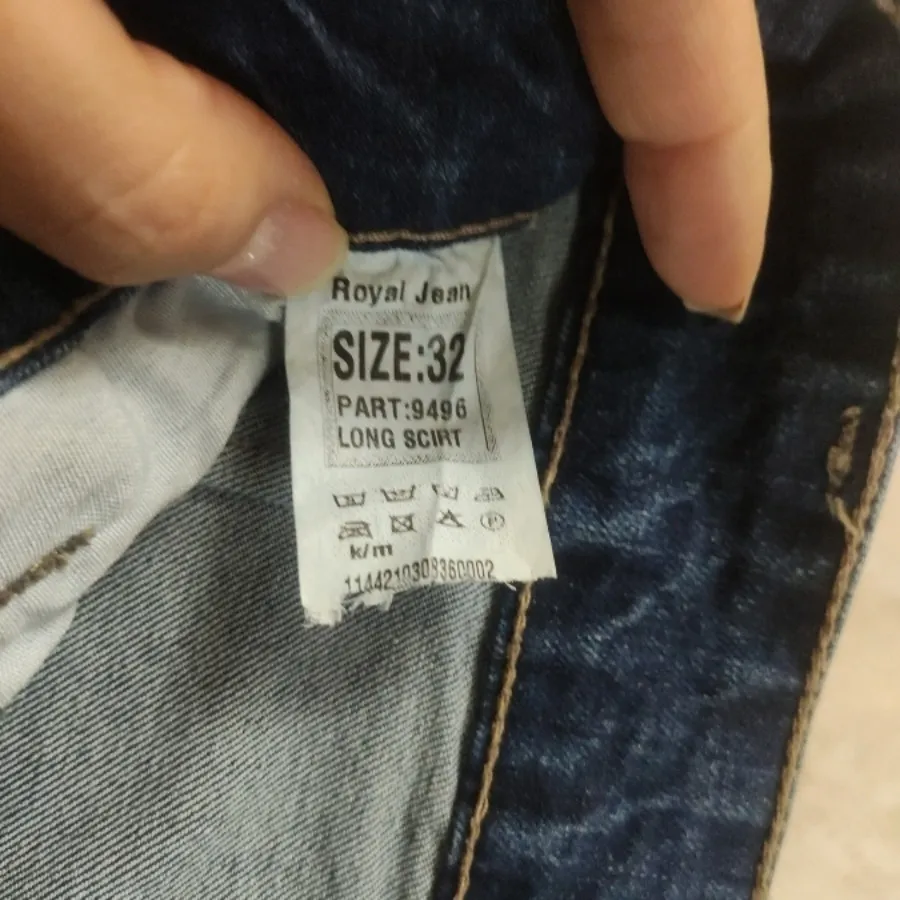 Royal Jean
SIZE:32
PART:9496
LONG SCIRT
P
k/m
1144210308360002